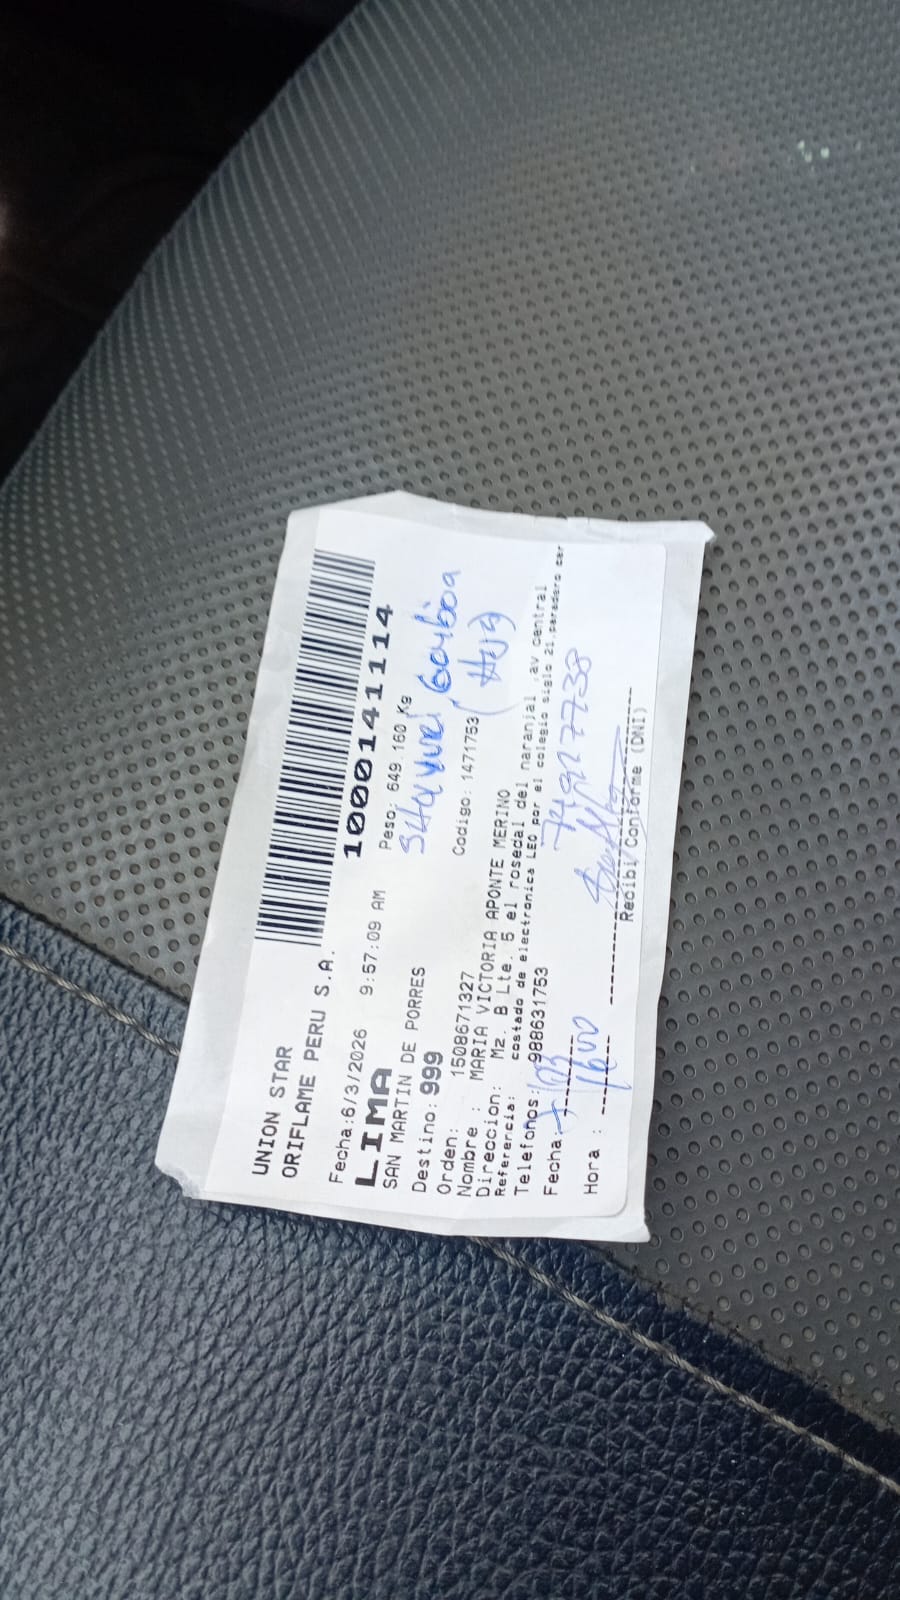 UNION STAR
ORIFLAME PERU S.A.
Fecha:6/3/2026 9:57:09 AM 1000141114
LIMA Peso: 649.160 Kg
SAN MARTIN DE PORRES
Destino: 999
Orden: 1508671327 Codigo: 1471753
Nombre : MARIA VICTORIA APONTE MERINO
Direccion: Mz. B Lte. 5 el rosedal del naranjal ,av central
Referencia: costado de electronica LEO por el colegio siglo 21.paradero cer
Telefonos: 988631753
Fecha:
Hora : 1600
Recibi Conforme (DNI)